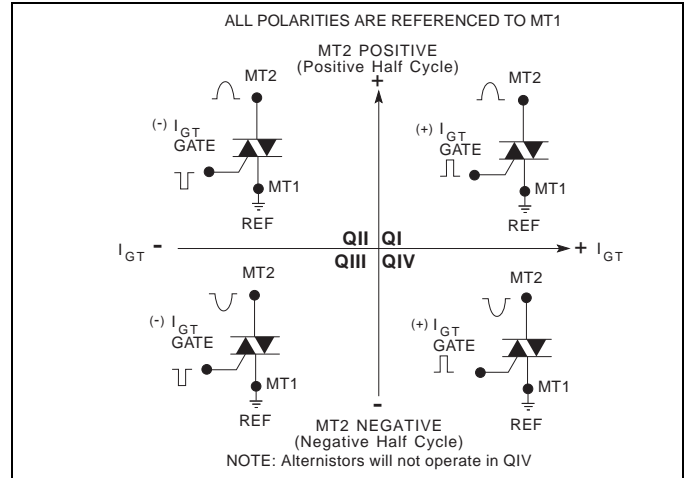 ALL POLARITIES ARE REFERENCED TO MT1
MT2 POSITIVE
(Positive Half Cycle)
+
MT2
(-) I GT
GATE
MT1
REF
MT2
(+) I GT
GATE
MT1
REF
QII QI
I GT -
+ I GT
QIII QIV
MT2
(-) I GT
GATE
MT1
REF
MT2
(+) I GT
GATE
MT1
REF
-
MT2 NEGATIVE
(Negative Half Cycle)
NOTE: Alternistors will not operate in QIV